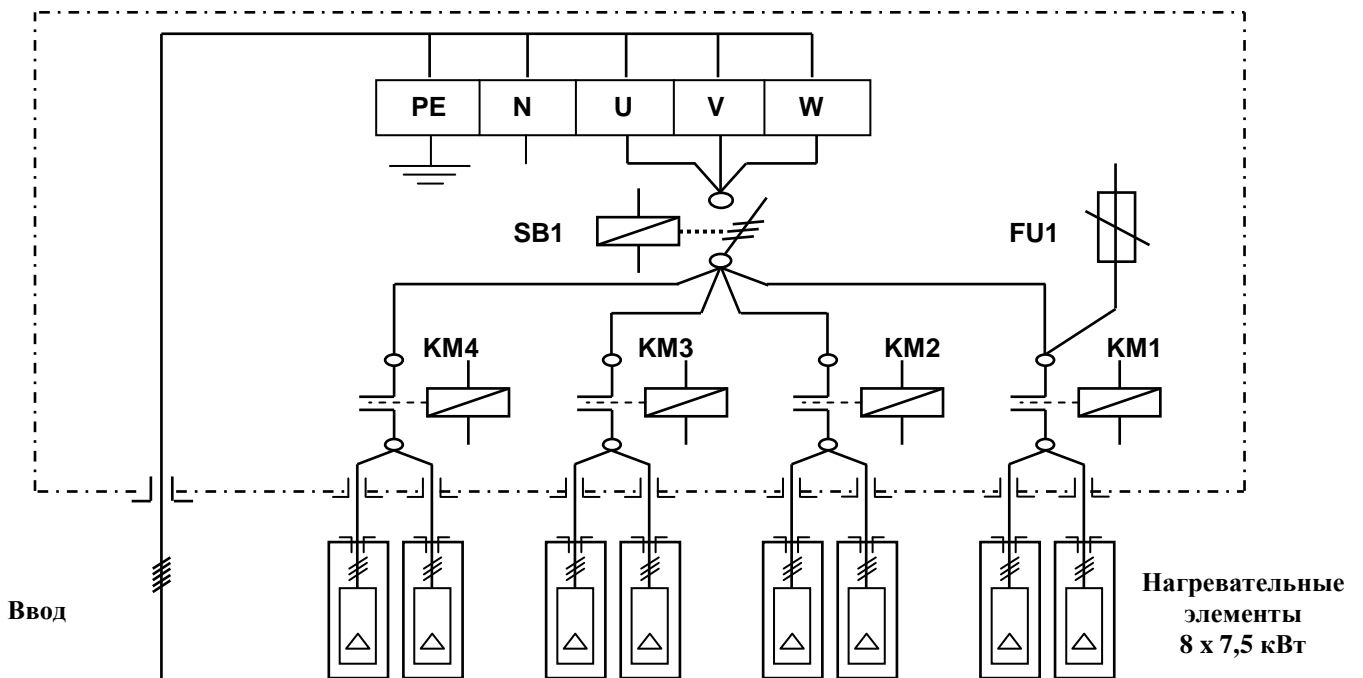 PE N U V W
SB1 FU1
KM4 KM3 KM2 KM1
Ввод
Нагревательные
элементы
8 х 7,5 кВт